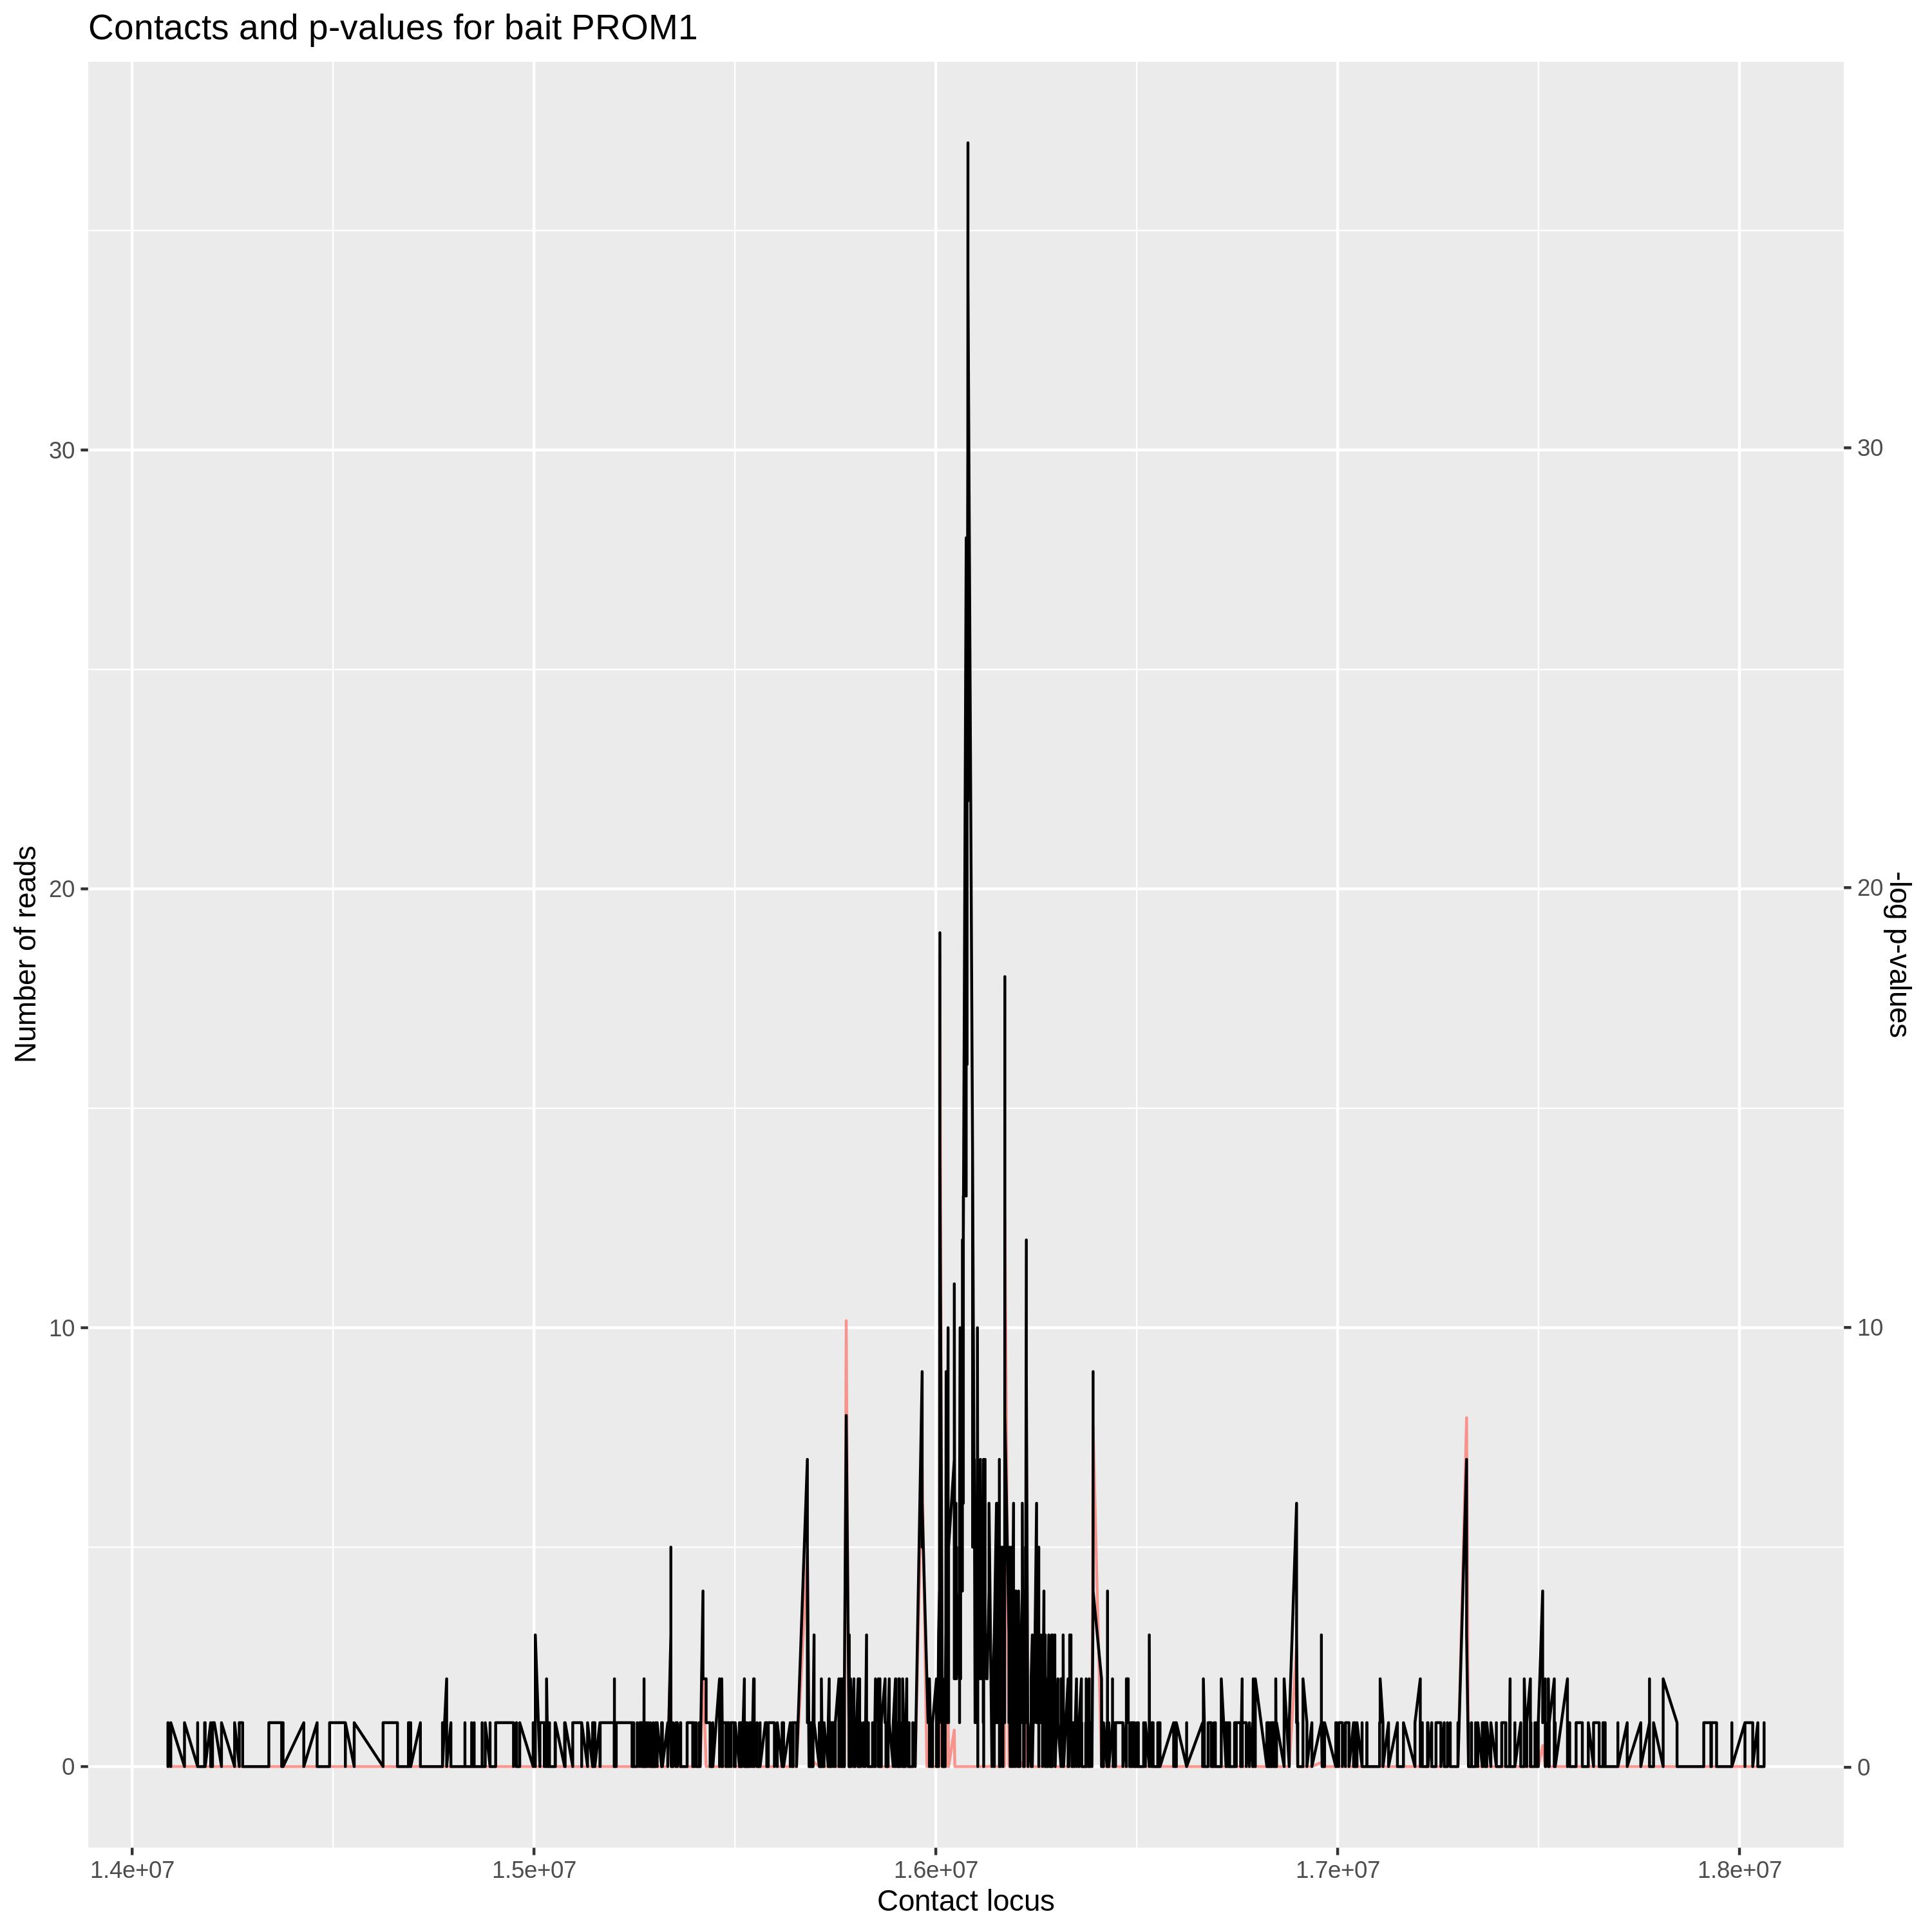 Contacts and p-values for bait PROM1
Number of reads
30
20
10
0
30
20
10
0
-log p-values
1.4e+07
1.5e+07
1.6e+07
1.7e+07
1.8e+07
Contact locus